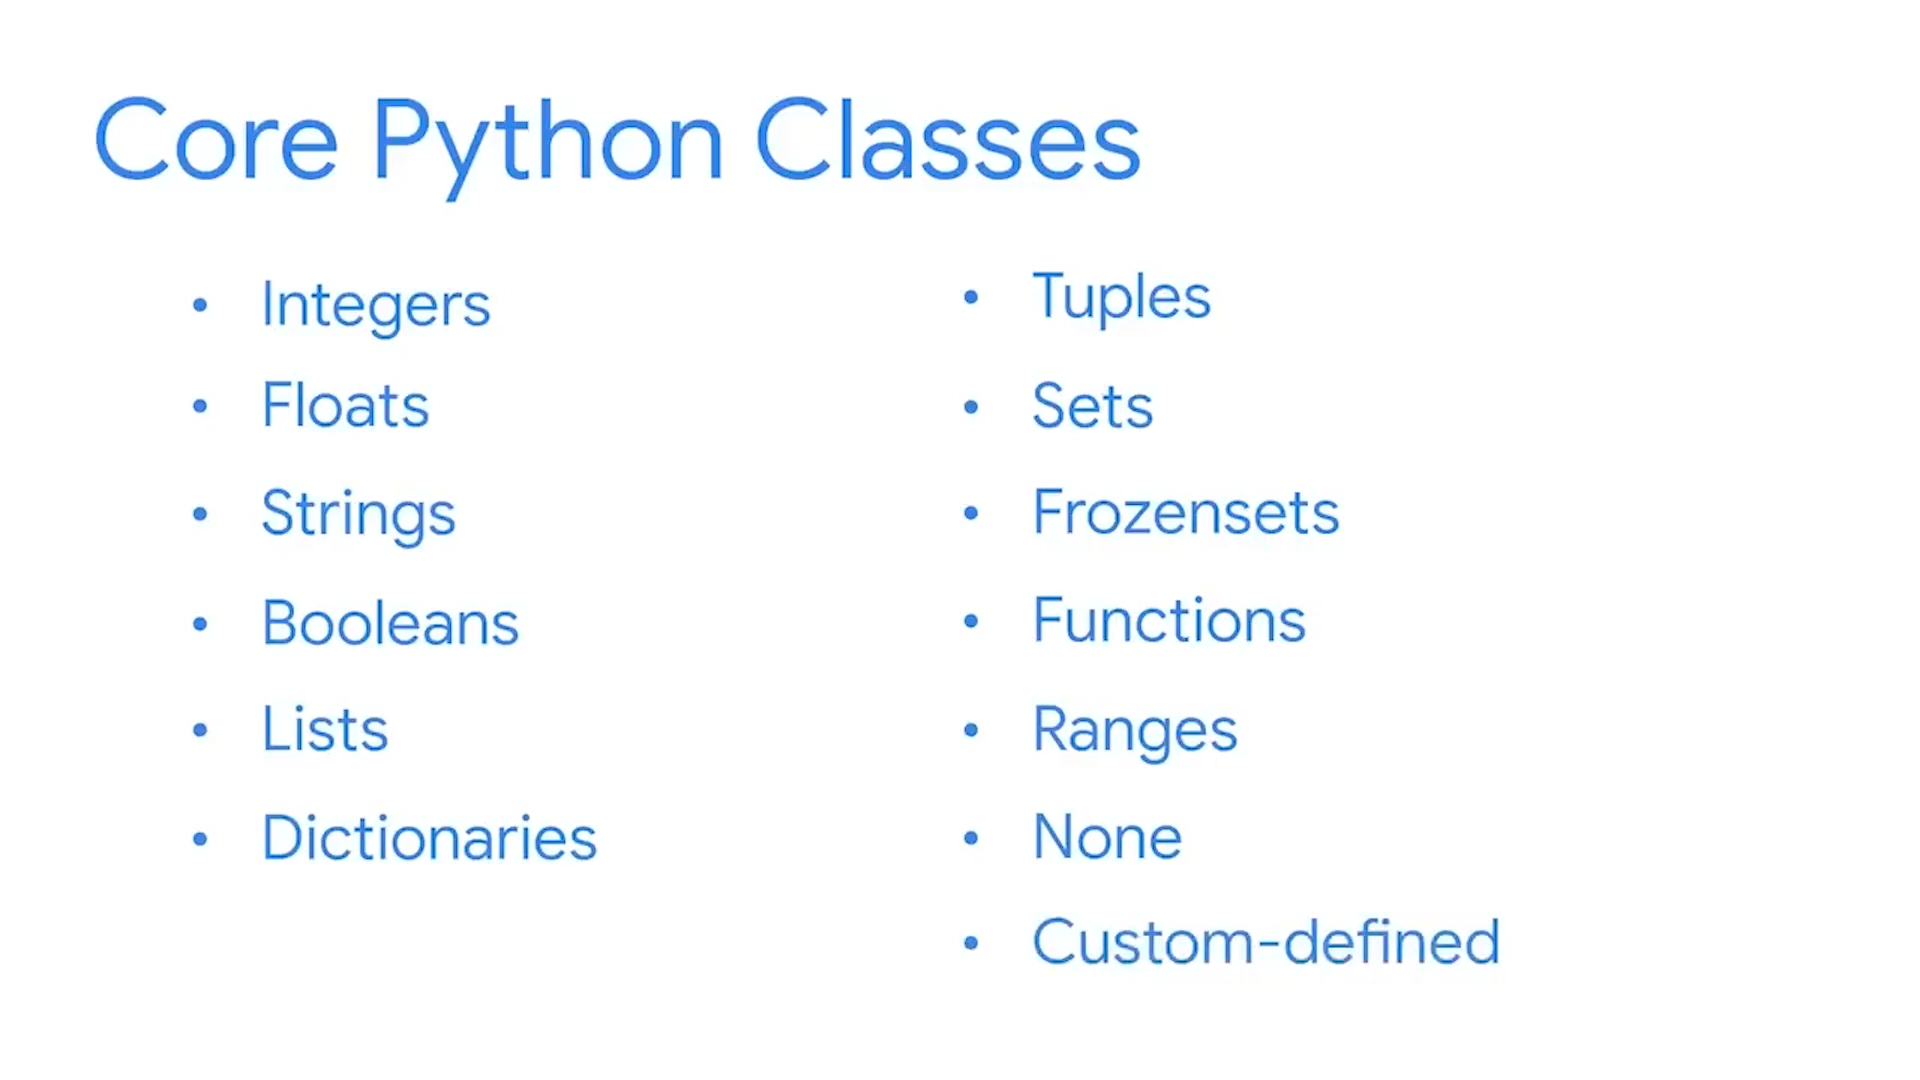 Core Python Classes
• Integers
• Floats
• Strings
• Booleans
• Lists
• Dictionaries
• Tuples
• Sets
• Frozensets
• Functions
• Ranges
• None
• Custom-defined